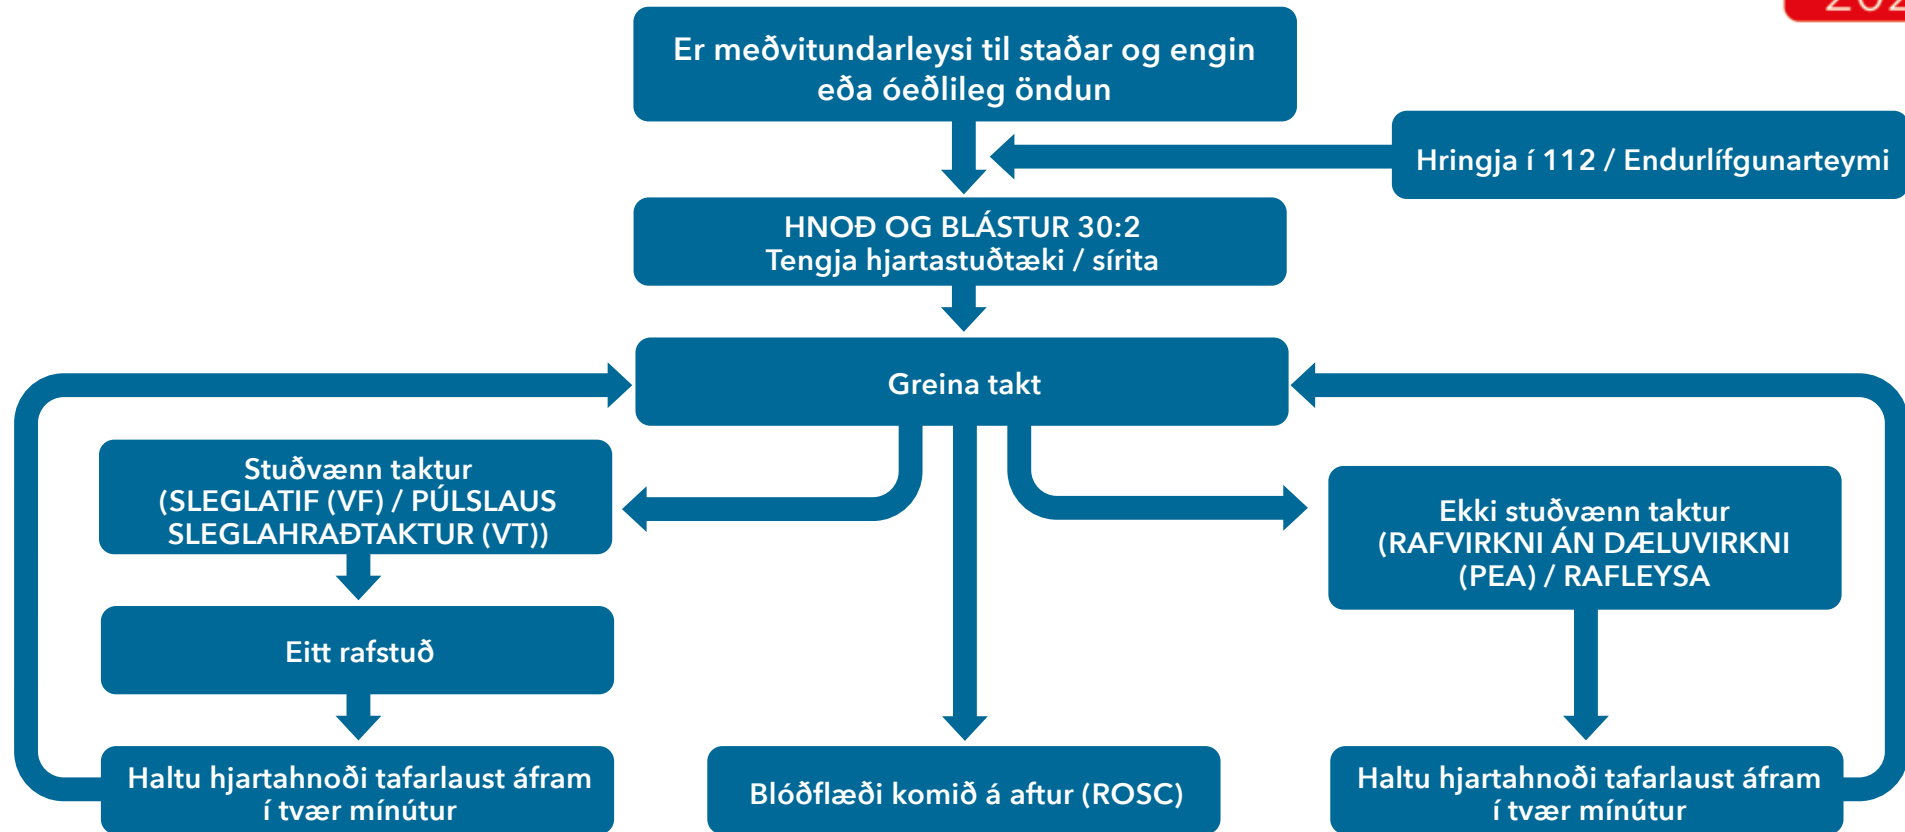 Er meðvitundarleysi til staðar og engin
eða óeðlileg öndun
Hringja í 112 / Endurlífgunarteymi
HNOÐ OG BLÁSTUR 30:2
Tengja hjartastuðtæki / sírita
Greina takt
Stuðvænn taktur
(SLEGLATIF (VF) / PÚLSLAUS
SLEGLAHRAÐTAKTUR (VT))
Ekki stuðvænn taktur
(RAFVIRKNI ÁN DÆLUVIRKNI
(PEA) / RAFLEYSA
Eitt rafstuð
Haltu hjartahnoði tafarlaust áfram
í tvær mínútur
Blóðflæði komið á aftur (ROSC)
Haltu hjartahnoði tafarlaust áfram
í tvær mínútur